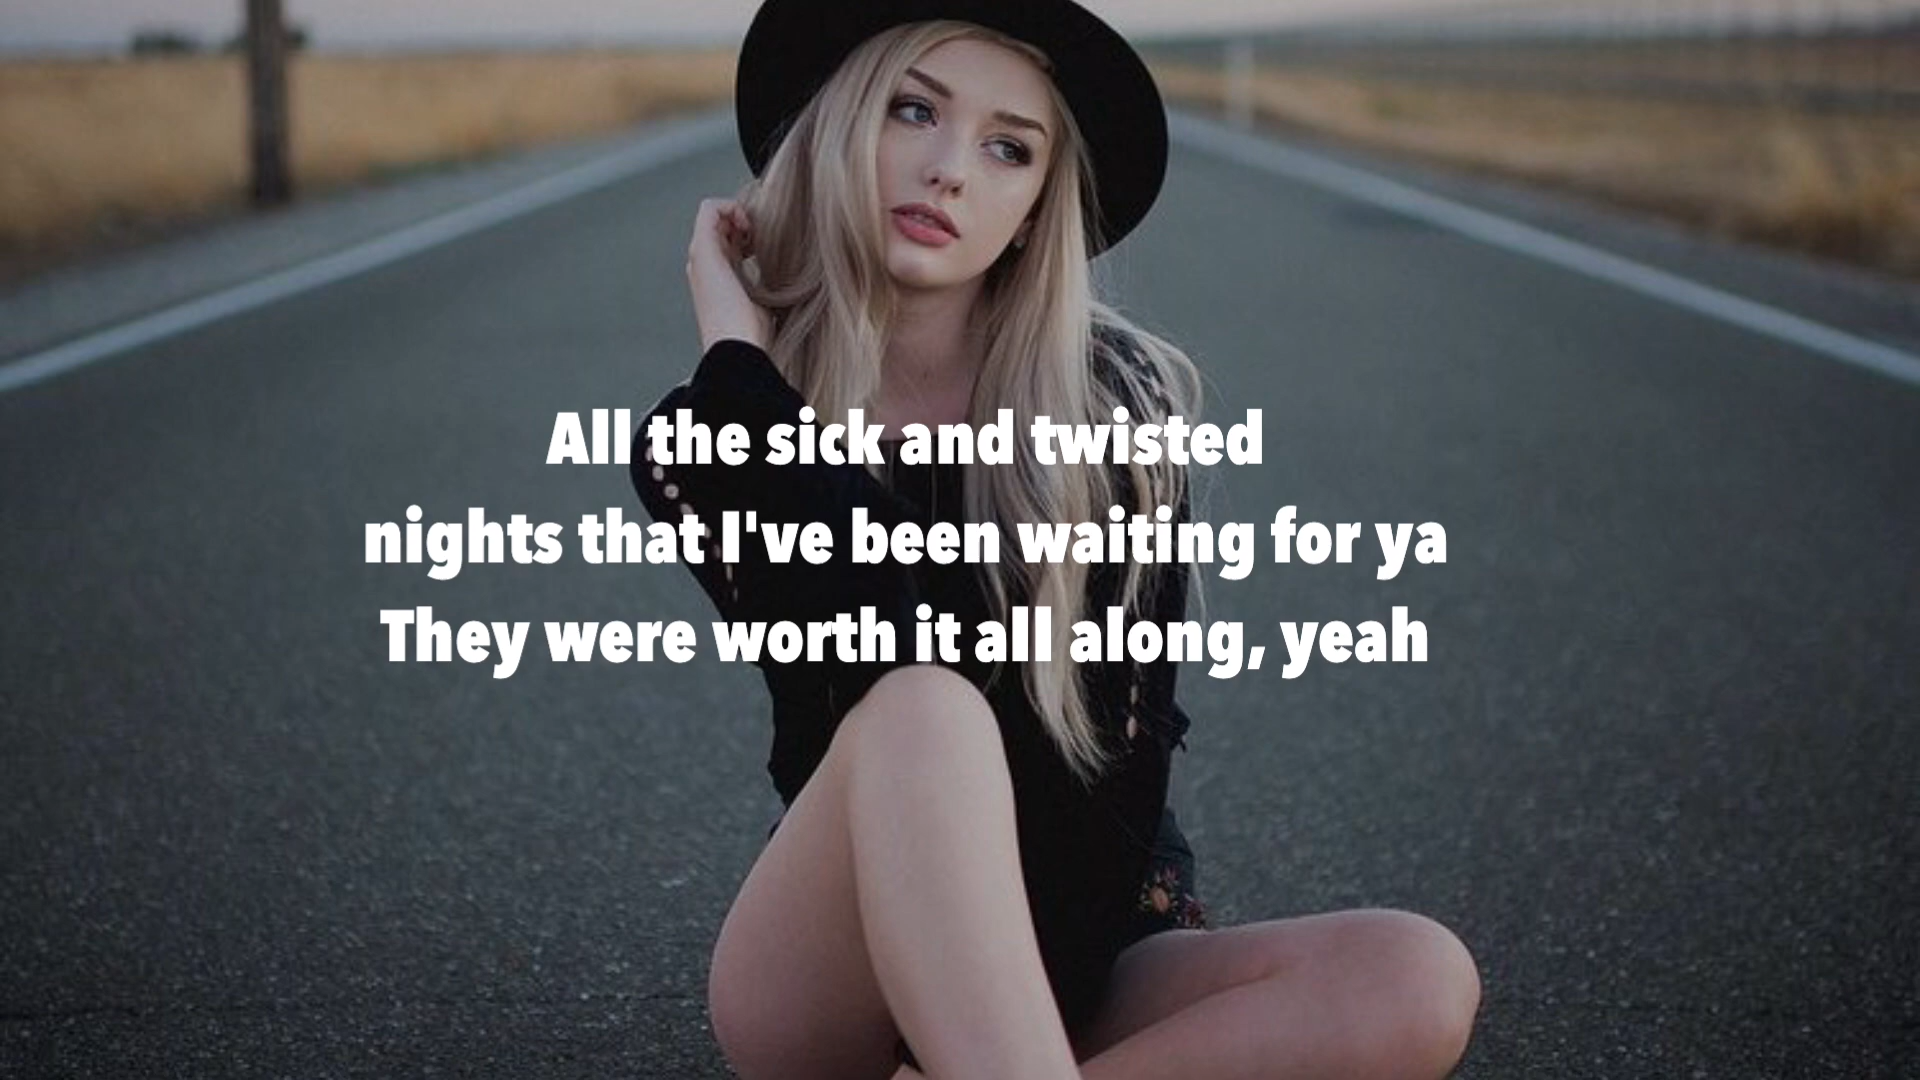 All the sick and twisted
nights that I've been waiting for ya
They were worth it all along, yeah